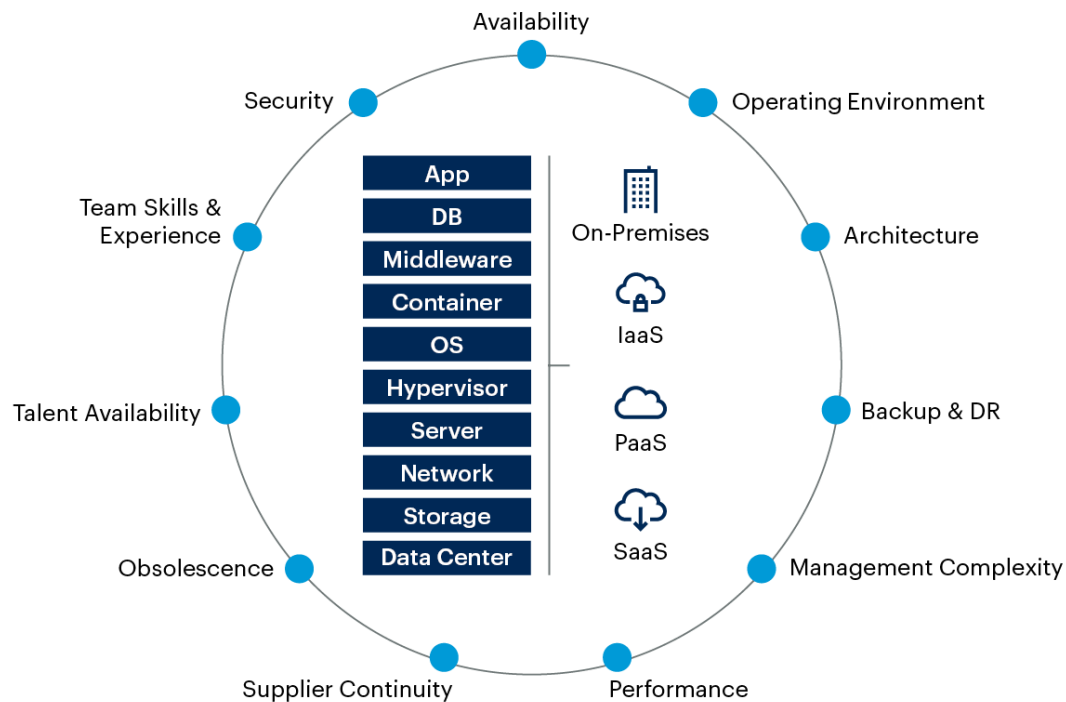 Availability
Security
Operating Environment
Team Skills &
Experience
Architecture
Talent Availability
Backup & DR
Obsolescence
Management Complexity
Supplier Continuity
Performance
App
DB
Middleware
Container
OS
Hypervisor
Server
Network
Storage
Data Center
On-Premises
IaaS
PaaS
SaaS